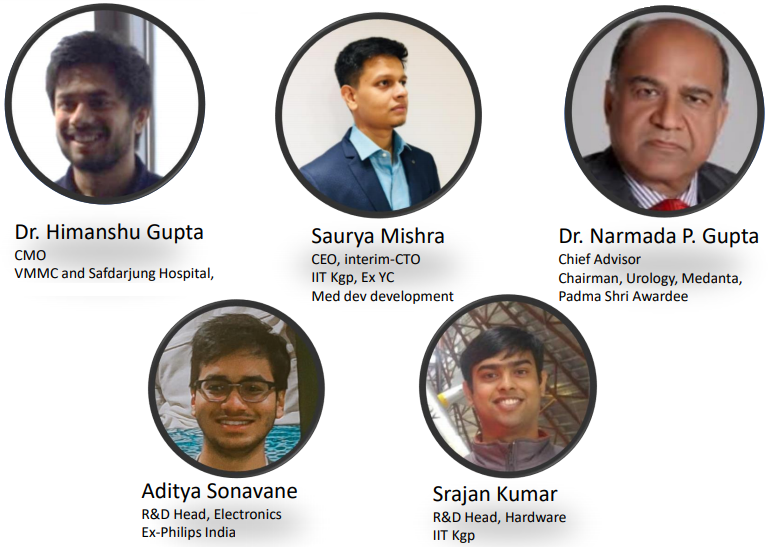 Dr. Himanshu Gupta
CMO
VMMC and Safdarjung Hospital,
Saurya Mishra
CEO, interim-CTO
IIT Kgp, Ex YC
Med dev development
Dr. Narmada P. Gupta
Chief Advisor
Chairman, Urology, Medanta,
Padma Shri Awardee
Aditya Sonavane
R&D Head, Electronics
Ex-Philips India
Srajan Kumar
R&D Head, Hardware
IIT Kgp